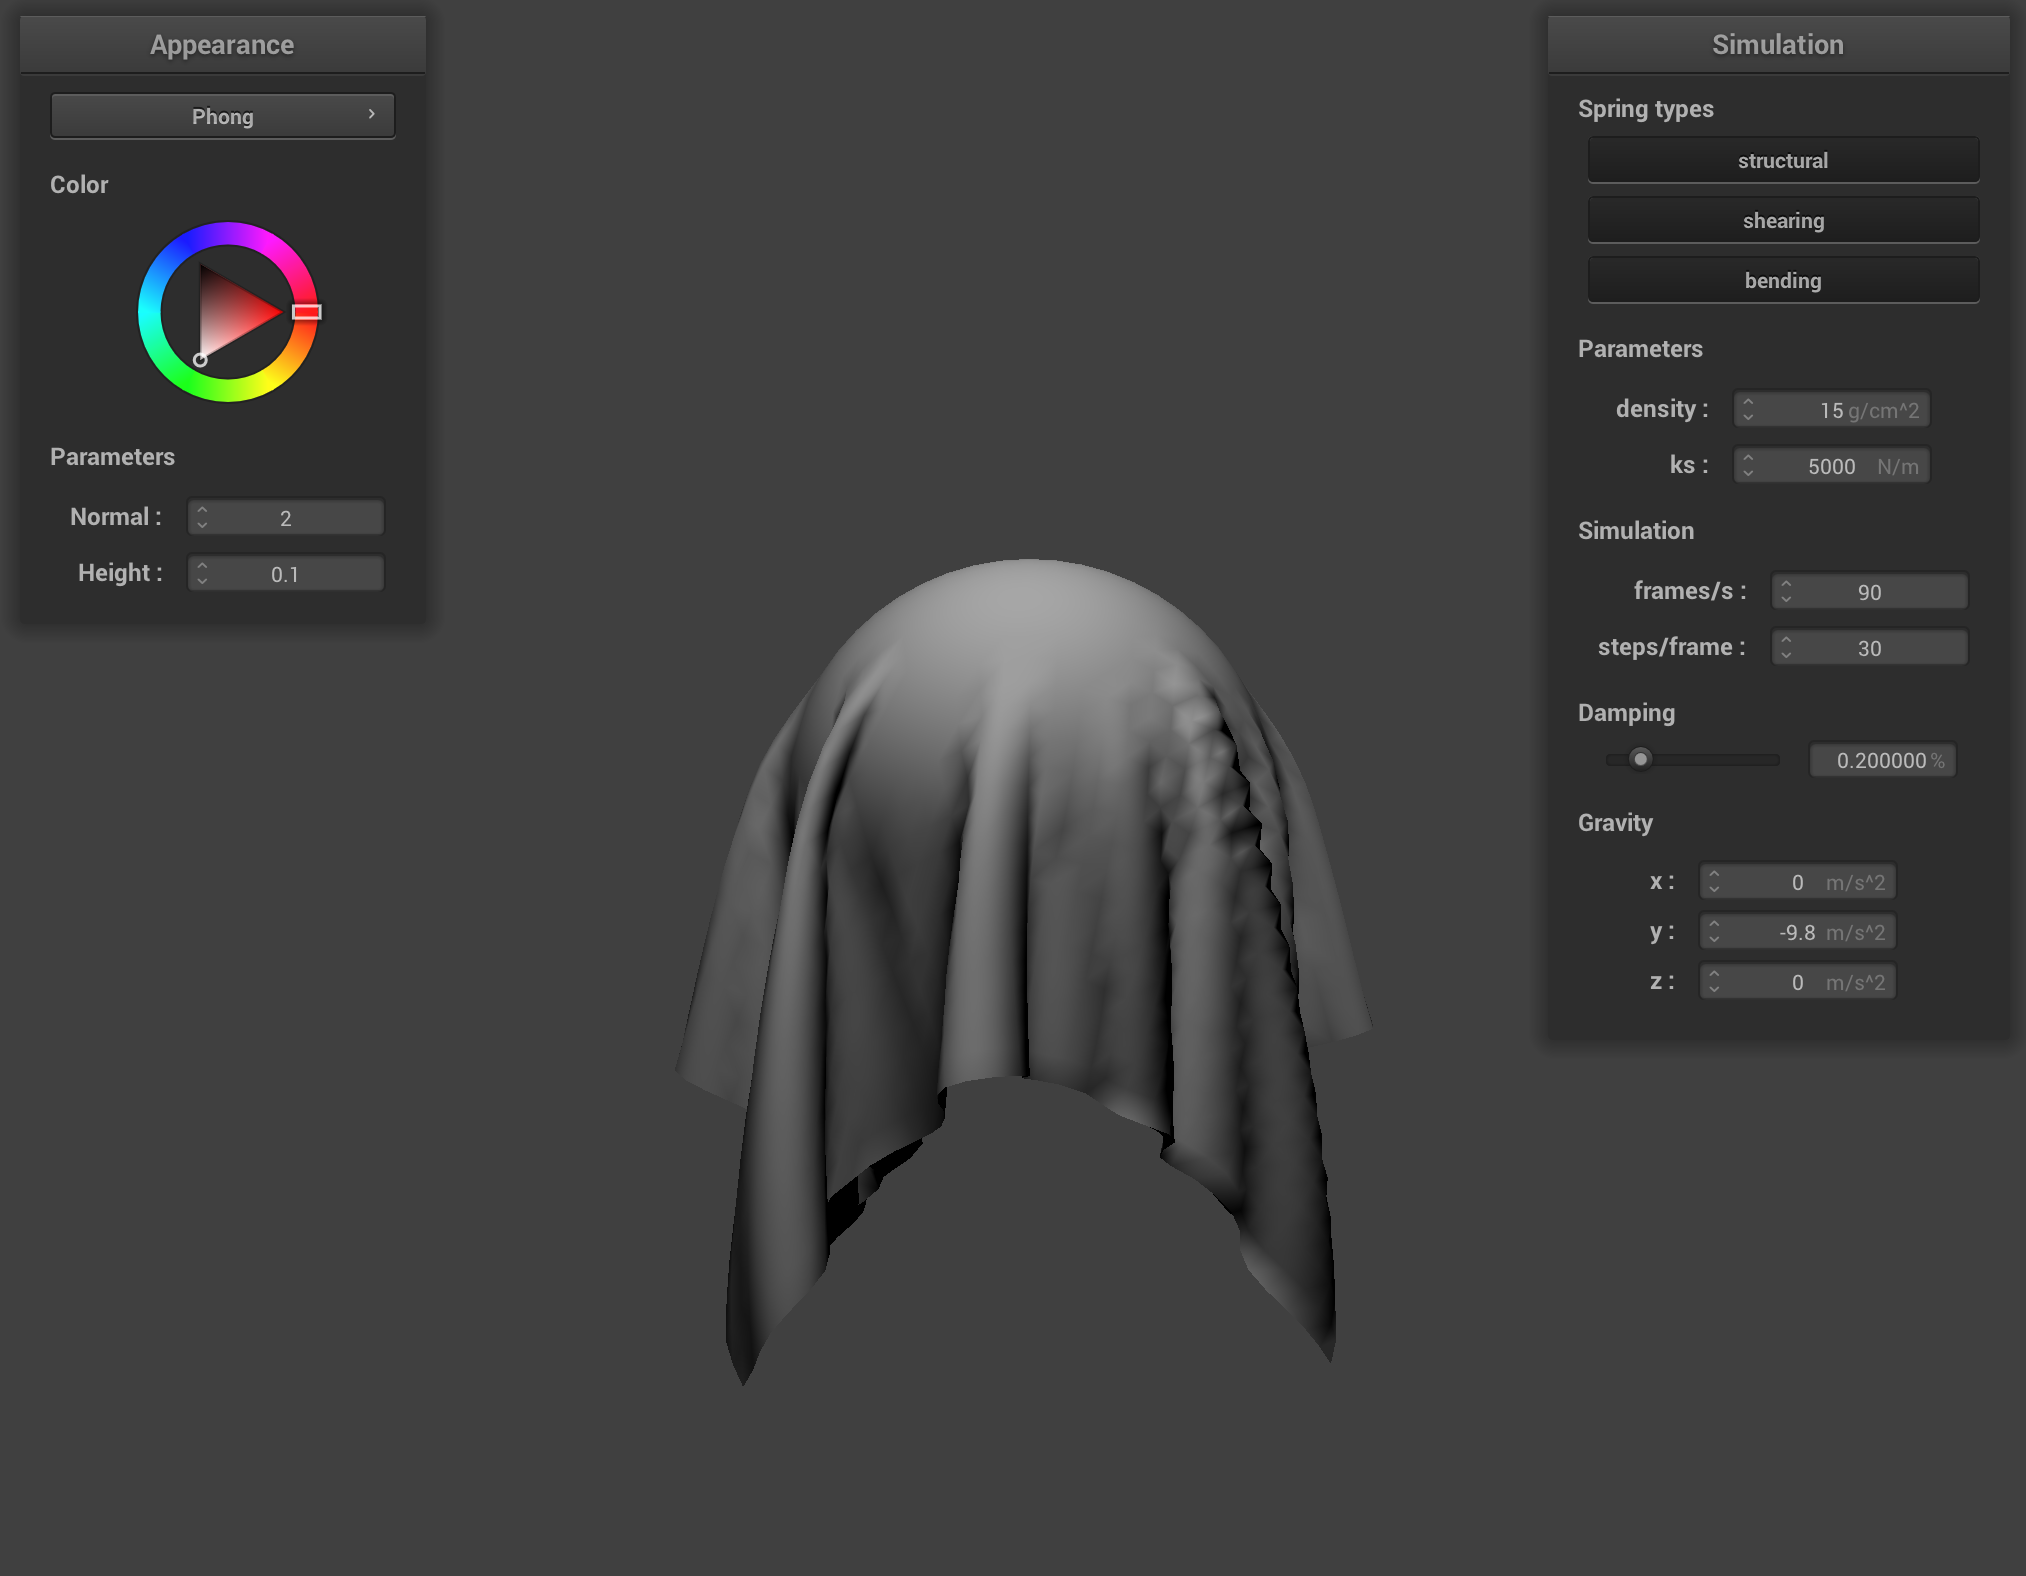 Appearance
Phong
Color
Parameters
Normal : 2
Height : 0.1
Simulation
Spring types
structural
shearing
bending
Parameters
density : 15 g/cm^2
ks : 5000 N/m
Simulation
frames/s : 90
steps/frame : 30
Damping
0.200000 %
Gravity
x : 0 m/s^2
y : -9.8 m/s^2
z : 0 m/s^2